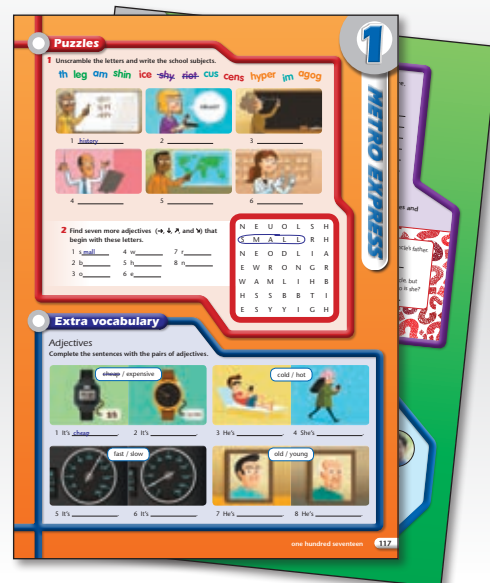 1
METRO EXPRESS
Puzzles
1 Unscramble the letters and write the school subjects.
th leg am shin ice shy riot cus cens hyper im agog
1 history
2
3
4
5
6
2 Find seven more adjectives (→, ↓, ↗, and ↘) that
begin with these letters.
1 small 4 w 7 r
2 b 5 h 8 n
3 o 6 e
N E U O L S H
S M A L L R H
N E O D L I A
E W R O N G R
W A M L I H B
H S S B B T I
E S Y Y I G H
Extra vocabulary
Adjectives
Complete the sentences with the pairs of adjectives.
cheap / expensive
cold / hot
1 It's cheap
2 It's
3 He's
4 She's
fast / slow
old / young
5 It's
6 It's
7 He's
8 He's
one hundred seventeen 117